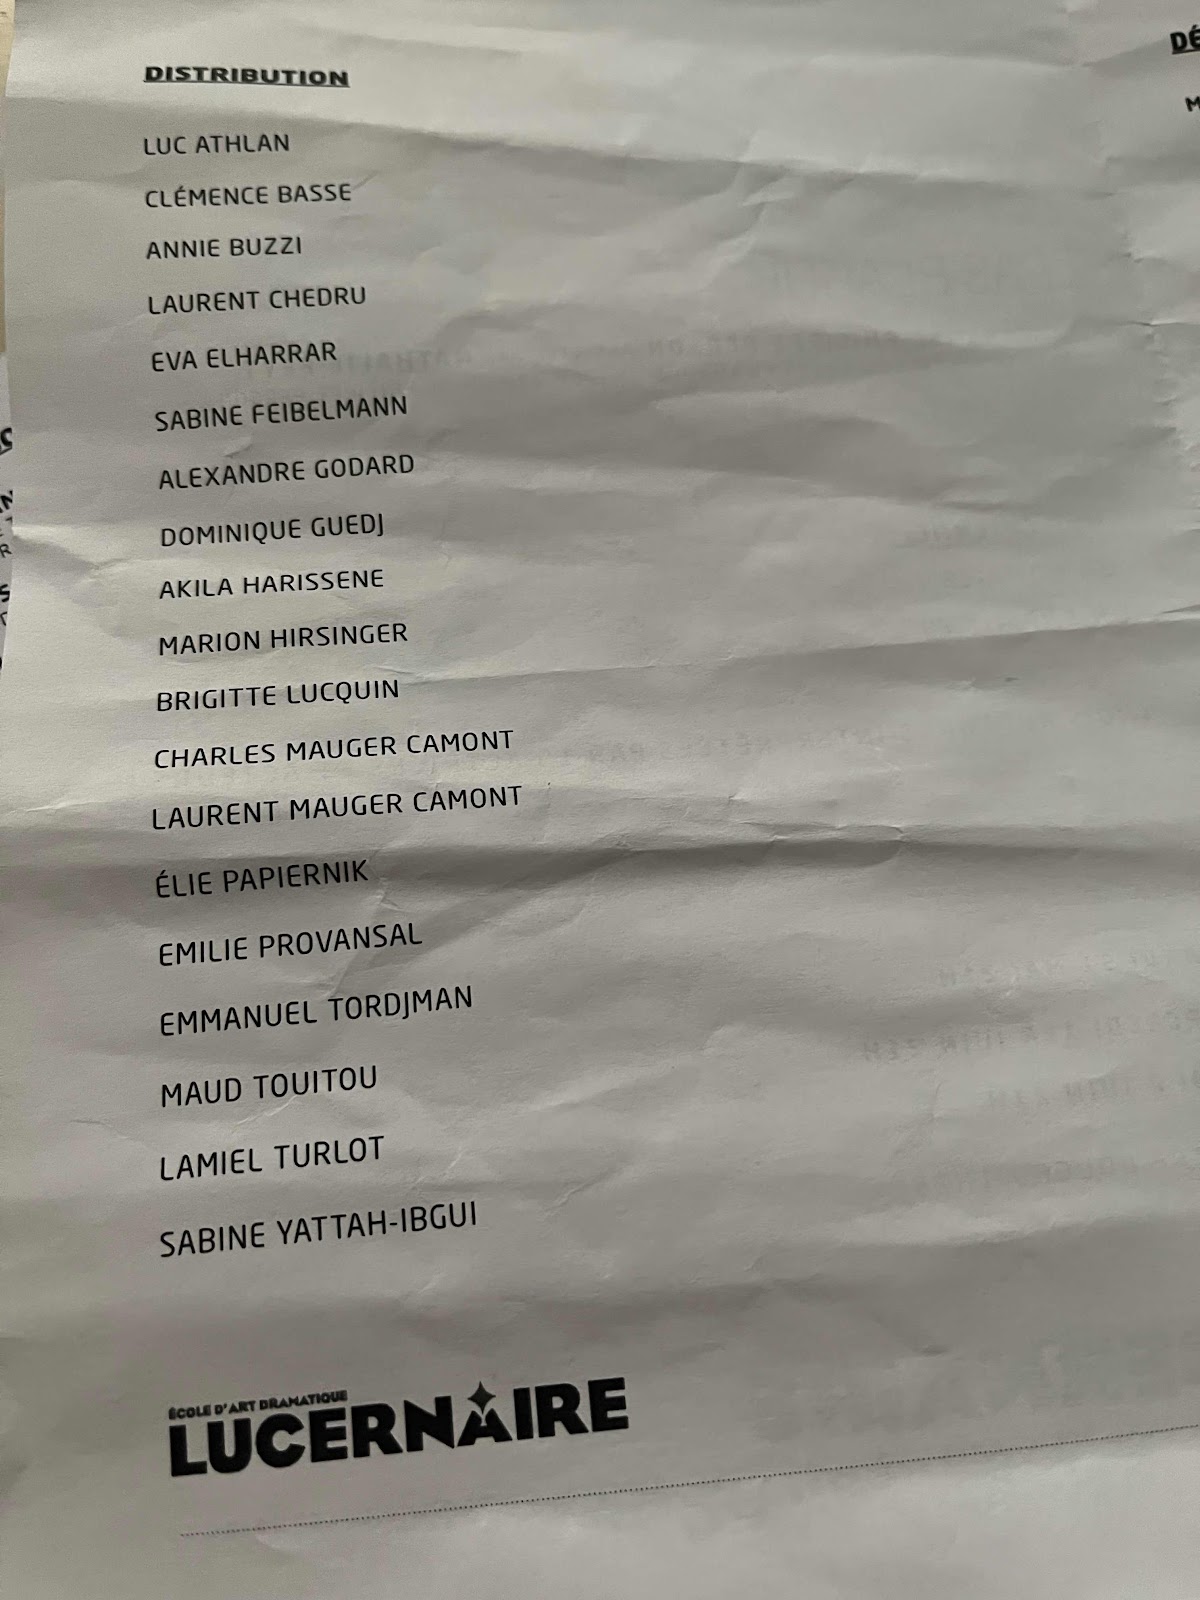 DISTRIBUTION
LUC ATHLAN
CLÉMENCE BASSE
ANNIE BUZZI
LAURENT CHEDRU
EVA ELHARRAR
SABINE FEIBELMANN
ALEXANDRE GODARD
DOMINIQUE GUEDJ
AKILA HARISSENE
MARION HIRSINGER
BRIGITTE LUCQUIN
CHARLES MAUGER CAMONT
LAURENT MAUGER CAMONT
ÉLIE PAPIERNIK
EMILIE PROVANSAL
EMMANUEL TORDJMAN
MAUD TOUITOU
LAMIEL TURLOT
SABINE YATTAH-IBGUI
ÉCOLE D'ART DRAMATIQUE
LUCERNAIRE
DÉ
M